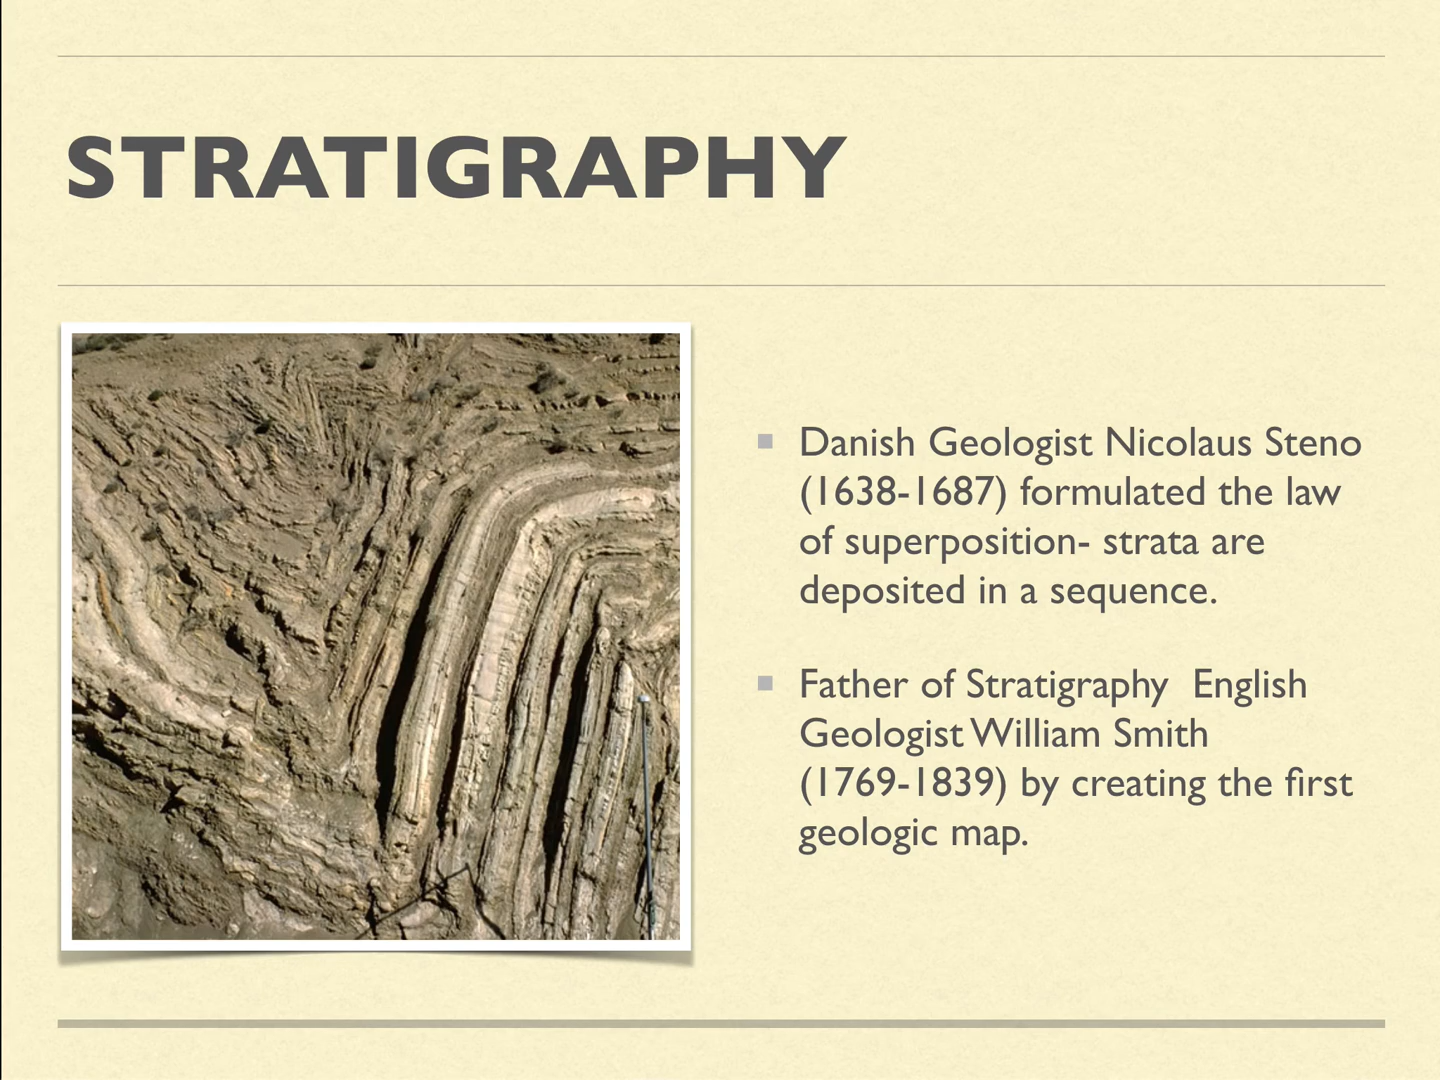 STRATIGRAPHY
Danish Geologist Nicolaus Steno
(1638-1687) formulated the law
of superposition- strata are
deposited in a sequence.
Father of Stratigraphy  English
Geologist William Smith
(1769-1839) by creating the first
geologic map.